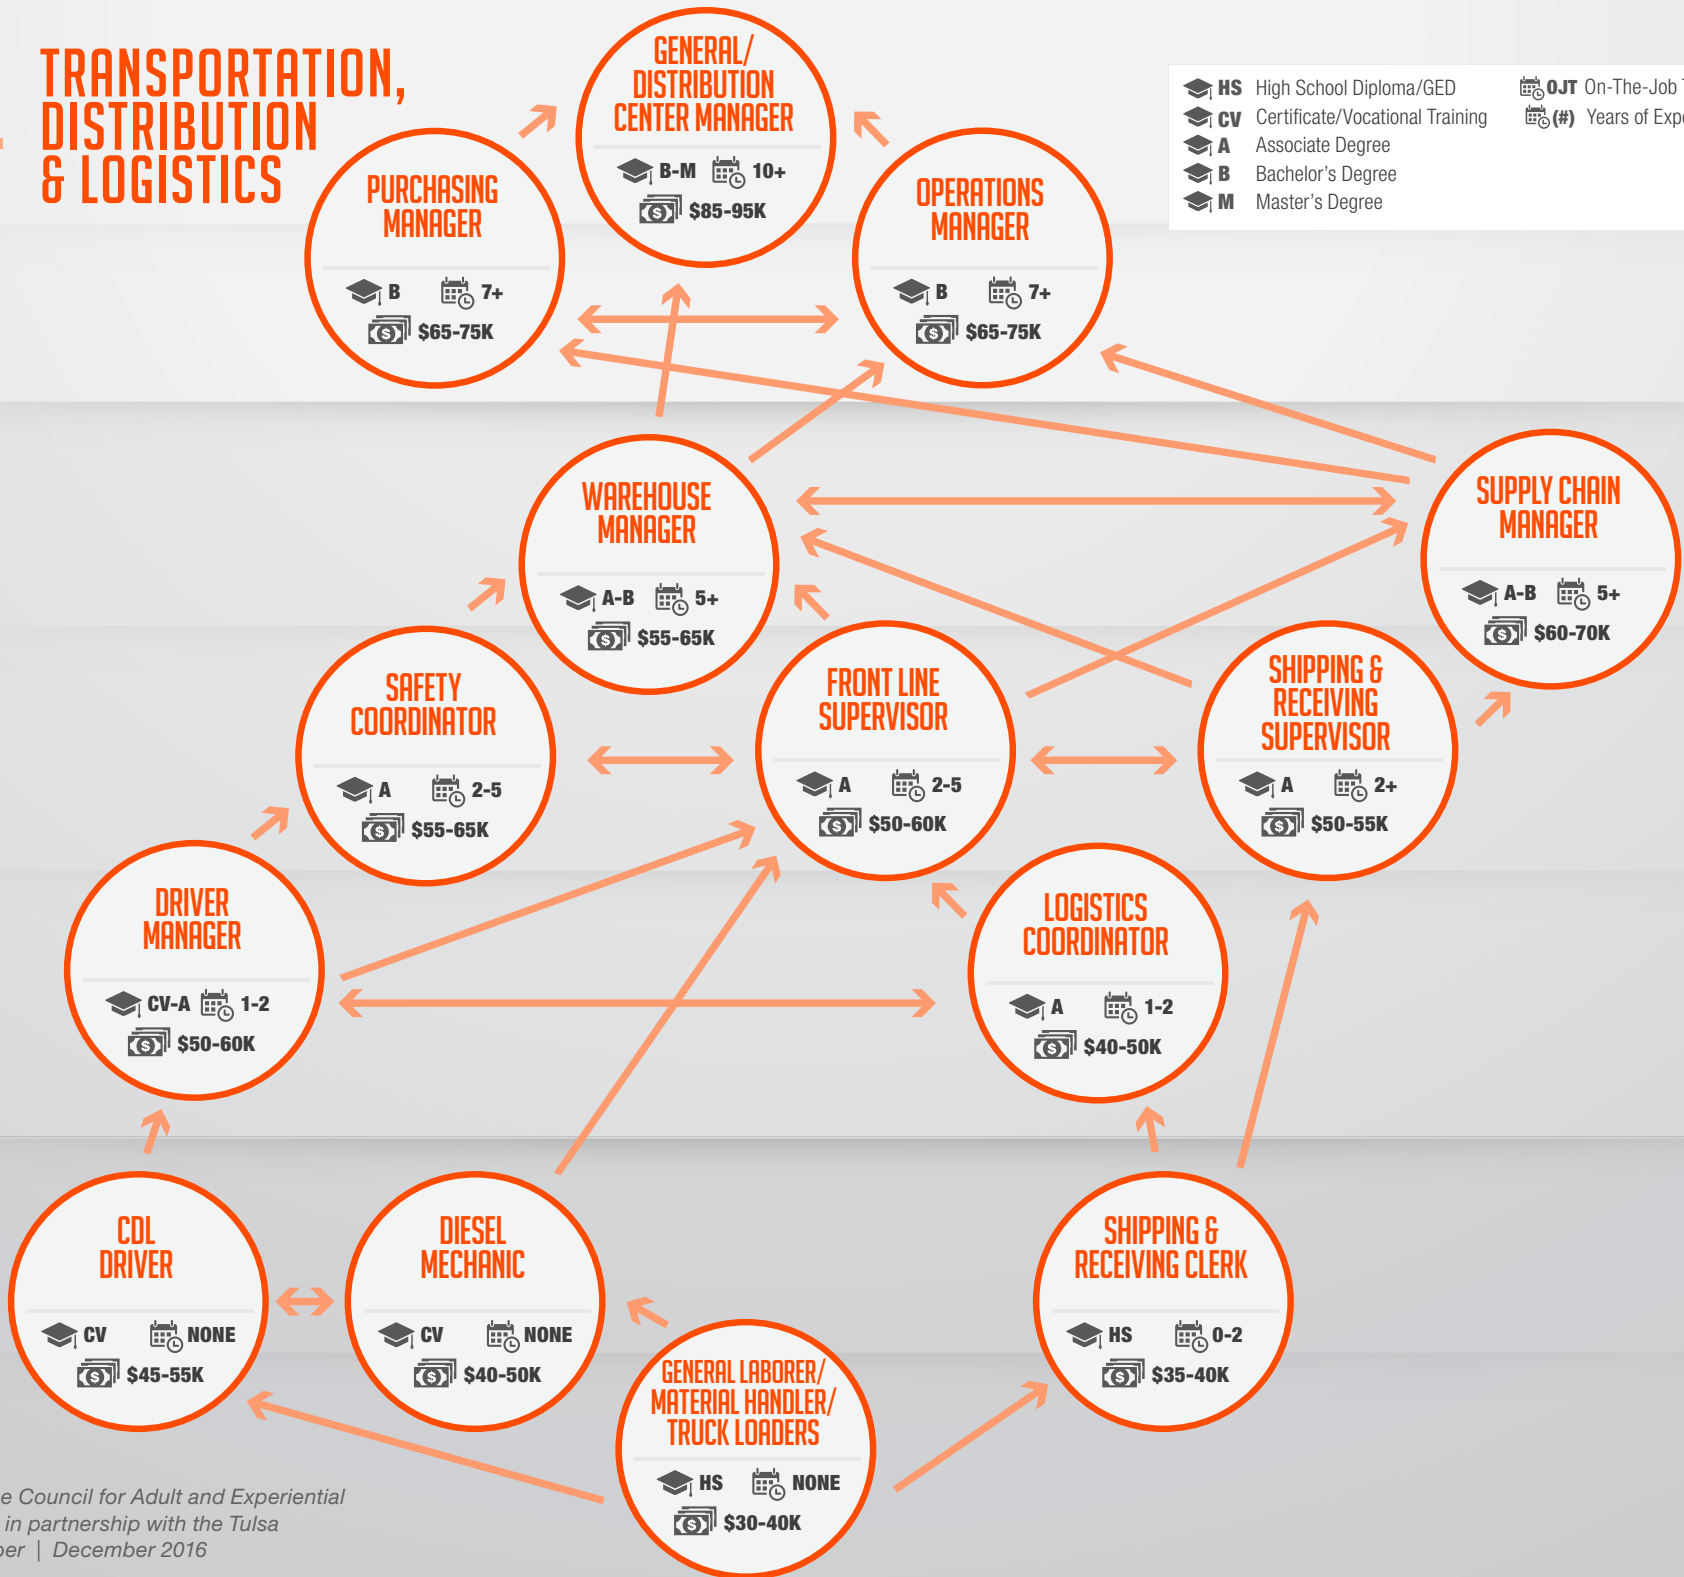 TRANSPORTATION,
DISTRIBUTION
& LOGISTICS
HS High School Diploma/GED
CV Certificate/Vocational Training
A Associate Degree
B Bachelor's Degree
M Master's Degree
OJT On-The-Job
(#) Years of
GENERAL/
DISTRIBUTION
CENTER MANAGER
B-M 10+
$85-95K
PURCHASING
MANAGER
B 7+
$65-75K
OPERATIONS
MANAGER
B 7+
$65-75K
WAREHOUSE
MANAGER
A-B 5+
$55-65K
SUPPLY CHAIN
MANAGER
A-B 5+
$60-70K
SAFETY
COORDINATOR
A 2-5
$55-65K
FRONT LINE
SUPERVISOR
A 2-5
$50-60K
SHIPPING &
RECEIVING
SUPERVISOR
A 2+
$50-55K
DRIVER
MANAGER
CV-A 1-2
$50-60K
LOGISTICS
COORDINATOR
A 1-2
$40-50K
CDL
DRIVER
CV NONE
$45-55K
DIESEL
MECHANIC
CV NONE
$40-50K
SHIPPING &
RECEIVING CLERK
HS 0-2
$35-40K
GENERAL LABORER/
MATERIAL HANDLER/
TRUCK LOADERS
HS NONE
$30-40K
Council for Adult and Experiential
in partnership with the Tulsa
| December 2016